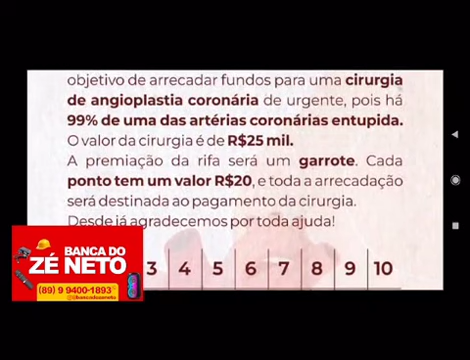 objetivo de arrecadar fundos para uma cirurgia
de angioplastia coronária de urgente, pois há
99% de uma das artérias coronárias entupida.
O valor da cirurgia é de R$25 mil.
A premiação da rifa será um garrote. Cada
ponto tem um valor R$20, e toda a arrecadação
será destinada ao pagamento da cirurgia.
Desde já agradecemos por toda ajuda!
3 4 5 6 7 8 9 10
BANCA DO
ZÉ NETO
(89) 9 9400-1893
@bancadozeneto